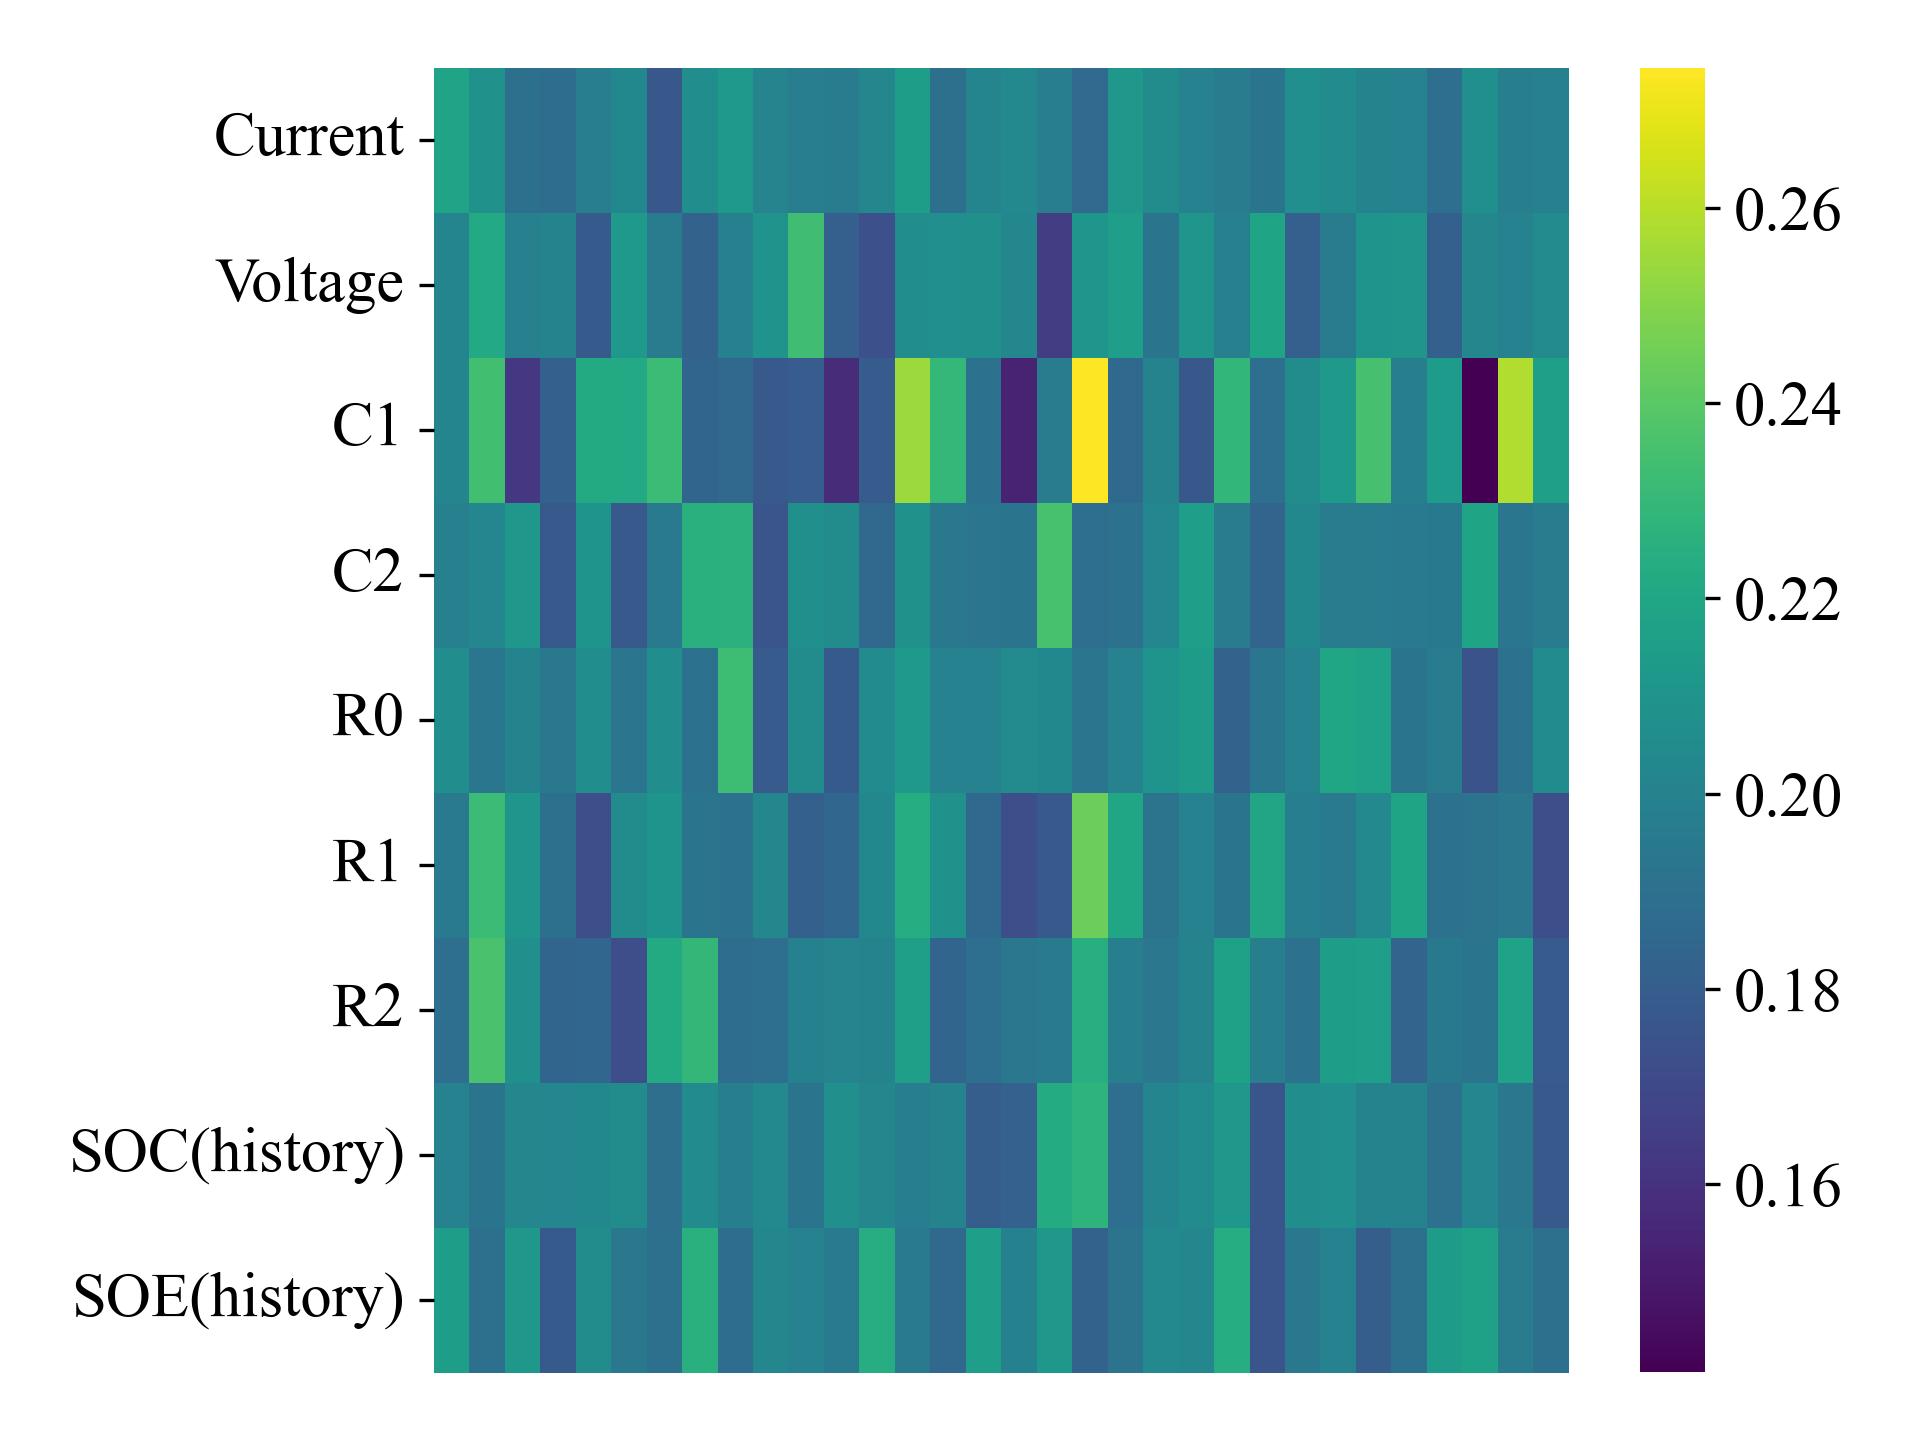 Current
Voltage
C1
C2
R0
R1
R2
SOC(history)
SOE(history)
0.26
0.24
0.22
0.20
0.18
0.16